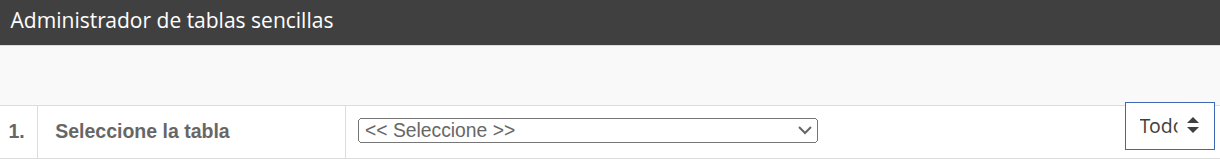 Administrador de tablas sencillas
1. Seleccione la tabla << Seleccione >> Todo